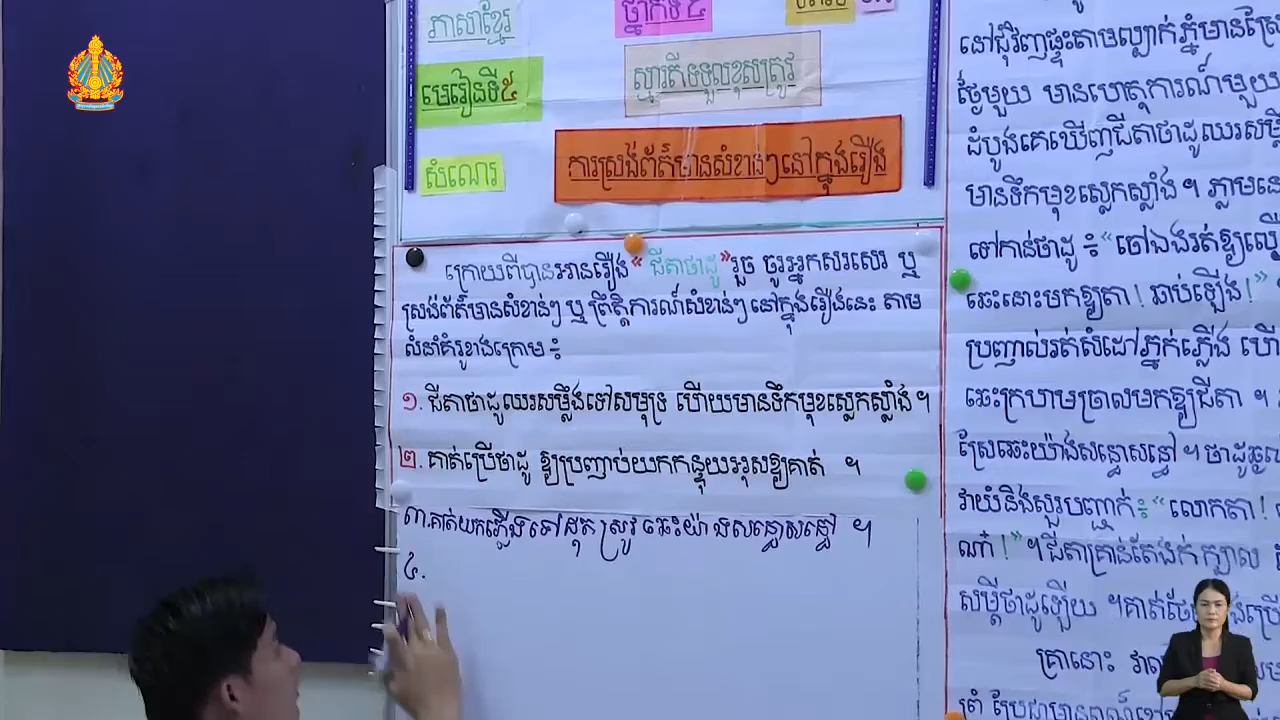 ភាសាខ្មែរ
ថ្នាក់ទី៤
មេរៀនទី៥
ស្មារតីទទួលខុសត្រូវ
សំណេរ
ការស្រង់ព័ត៌មានសំខាន់ៗនៅក្នុងរឿង
ក្រោយពីបានអានរឿង "ជីតាថាដូ" រួច ចូរអ្នកសរសេរ ឬ
ស្រង់ព័ត៌មានសំខាន់ៗ ឬ ព្រឹត្តិការណ៍សំខាន់ៗ នៅក្នុងរឿងនេះ តាម
លំនាំគំរូខាងក្រោម ៖
១. ជីតាថាដូឈរសម្លឹងទៅសមុទ្រ ហើយមានទឹកមុខស្លេកស្លាំង ។
២. គាត់ប្រើថាដូ ឱ្យប្រញាប់យកកន្ទុយអុសឱ្យគាត់ ។
៣. គាត់យកភ្លើងទៅដុត ស្រូវ ឆេះយ៉ាងសន្ធោសន្ធៅ ។
៤.
នៅជុំវិញផ្ទះតាមល្បាក់ភ្នំមានស្រែ
ថ្ងៃមួយ មានហេតុការណ៍មួយ
ដំបូងគេឃើញជីតាថាដូឈរសម្លឹ
មានទឹកមុខស្លេកស្លាំង ។ ភ្លាមនោ
ទៅកាន់ថាដូ ៖ "ចៅឯងរត់ឱ្យលឿ
ឆេះនោះមកឱ្យតា ! ឆាប់ឡើង !"
ប្រញាល់រត់សំដៅភ្នក់ភ្លើង ហើ
ឆេះក្រហាមច្រាលមកឱ្យជីតា ។
ស្រែឆេះយ៉ាងសន្ធោសន្ធៅ ។ ថាដូឆ្ងល់
វាយំនិងសួរបញ្ជាក់ ៖ "លោកតា !
ណ៎ា ! " ។ ជីតាគ្រាន់តែងក់ក្បាល
សម្ដីថាដូឡើយ ។ គាត់ថែ
គ្រានោះ